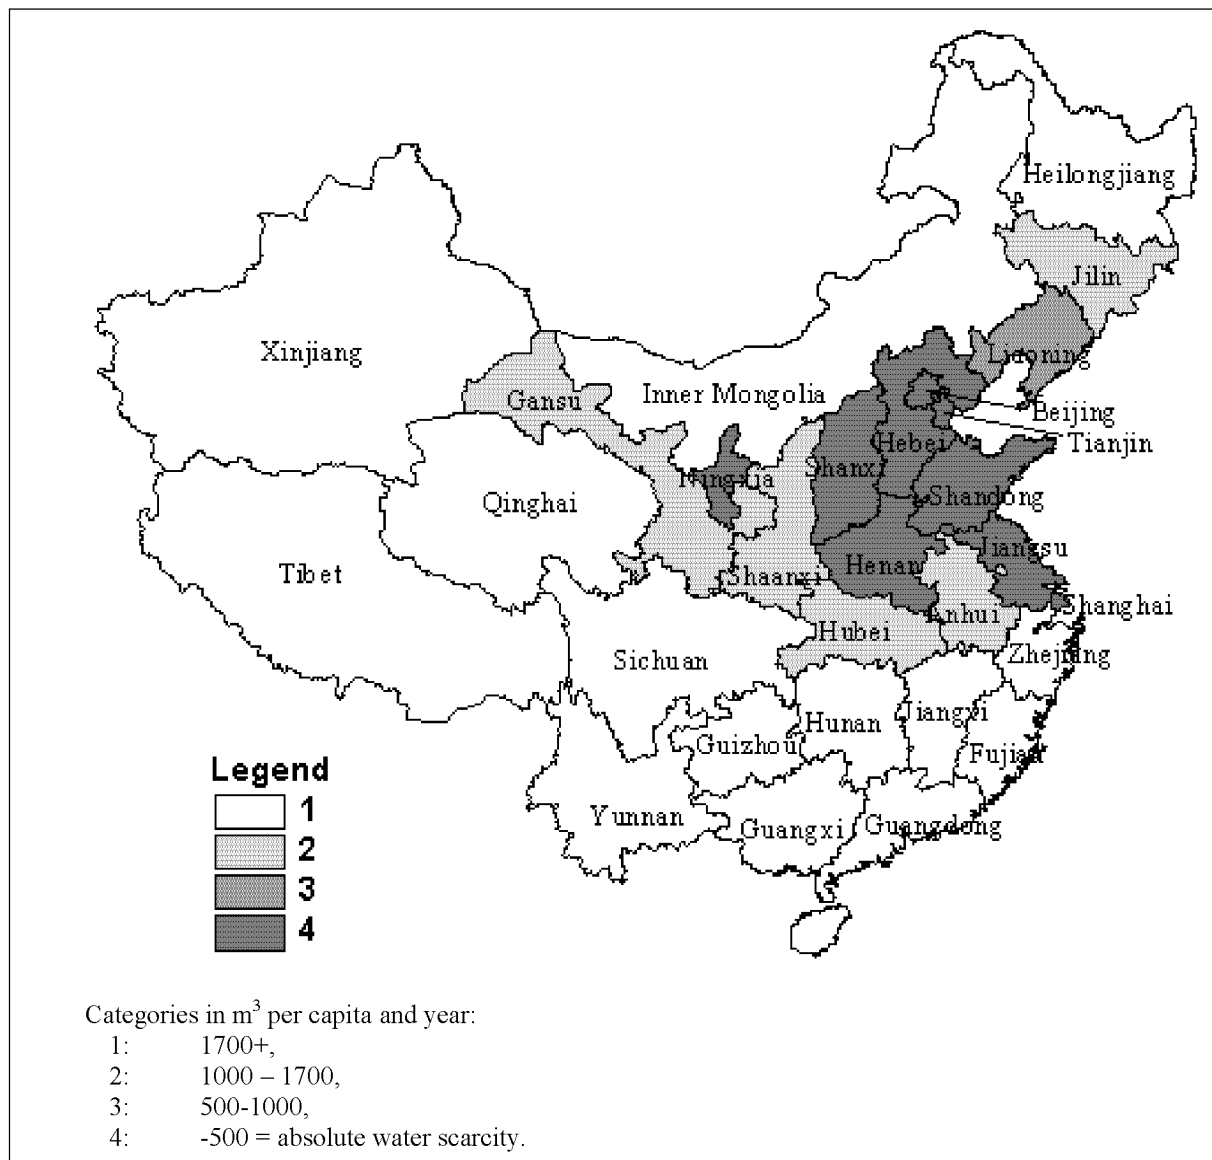 Heilongjiang
Jilin
Liaoning
Xinjiang
Inner Mongolia
Gansu
Beijing
Tianjin
Hebei
Ningxia
Shanxi
Shandong
Qinghai
Jiangsu
Henan
Tibet
Shaanxi
Shanghai
Anhui
Hubei
Zhejiang
Sichuan
Jiangxi
Hunan
Guizhou
Fujian
Yunnan
Guangxi
Guangdong
Legend
1
2
3
4
Categories in m³ per capita and year:
1: 1700+,
2: 1000 – 1700,
3: 500-1000,
4: -500 = absolute water scarcity.